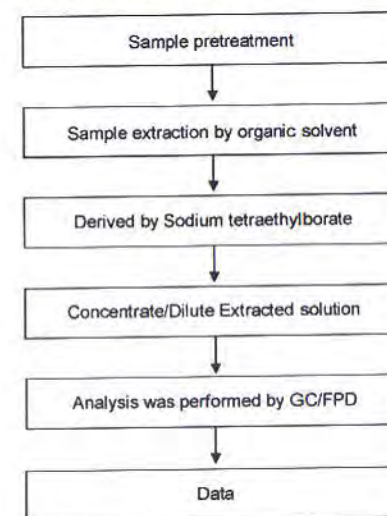 Sample pretreatment
Sample extraction by organic solvent
Derived by Sodium tetraethylborate
Concentrate/Dilute Extracted solution
Analysis was performed by GC/FPD
Data